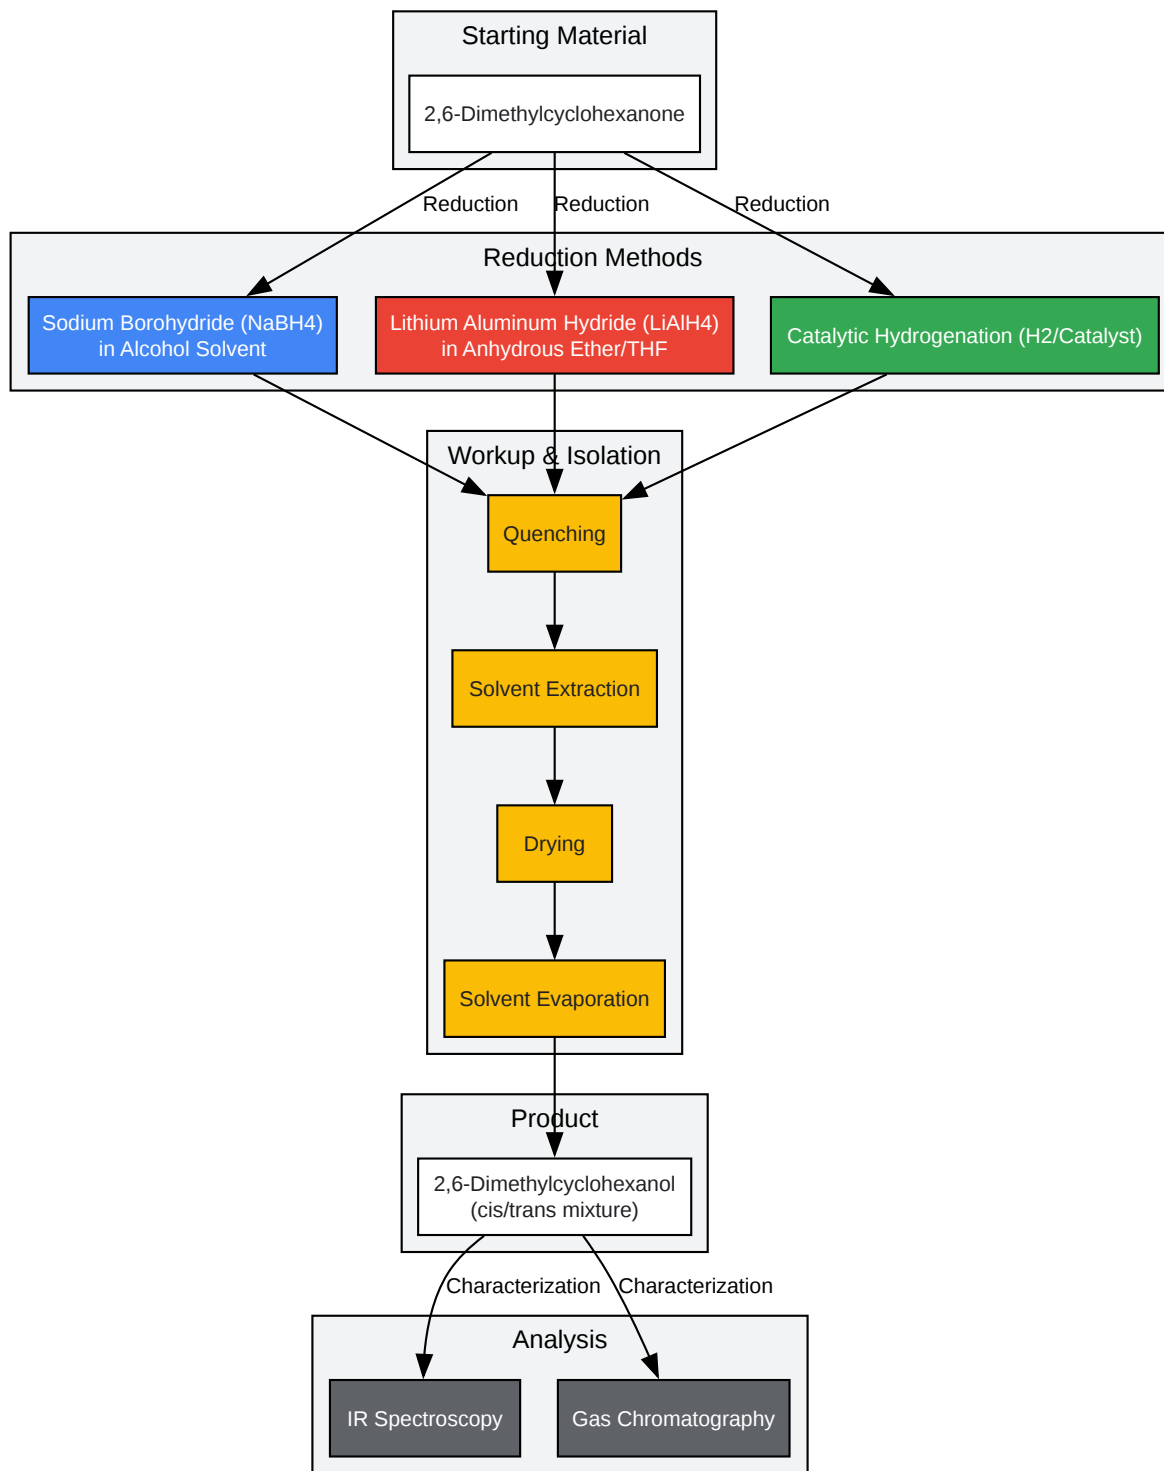 Starting Material
2,6-Dimethylcyclohexanone
Reduction
Reduction
Reduction
Reduction Methods
Sodium Borohydride (NaBH4)
in Alcohol Solvent
Lithium Aluminum Hydride (LiAlH4)
in Anhydrous Ether/THF
Catalytic Hydrogenation (H2/Catalyst)
Workup & Isolation
Quenching
Solvent Extraction
Drying
Solvent Evaporation
Product
2,6-Dimethylcyclohexanol
(cis/trans mixture)
Characterization
Characterization
Analysis
IR Spectroscopy
Gas Chromatography